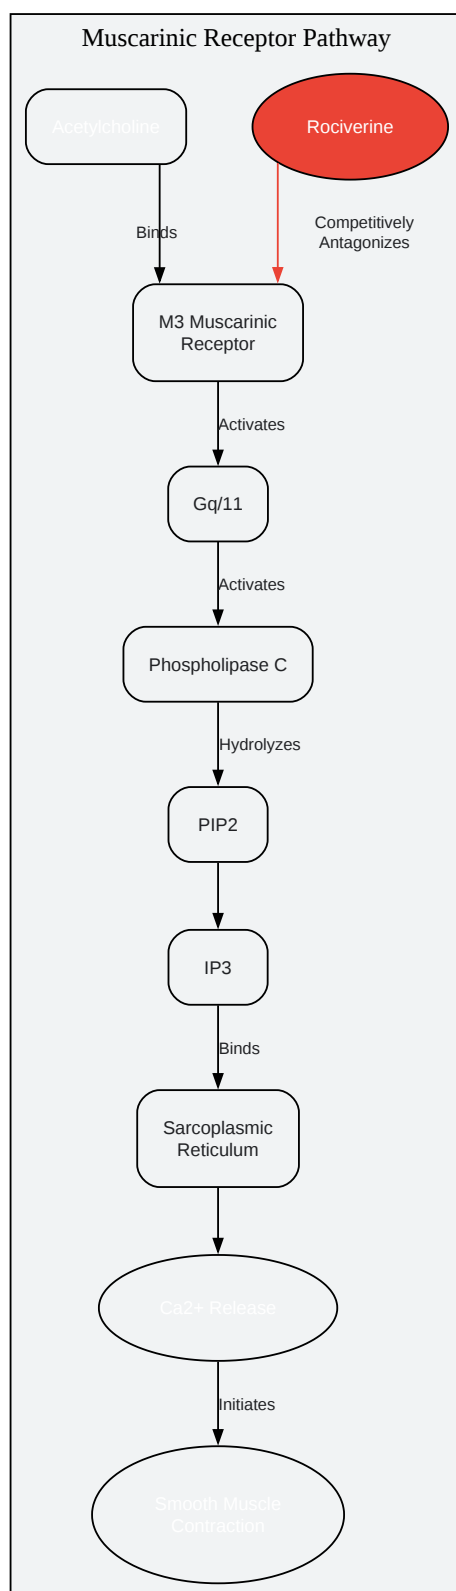 Muscarinic Receptor Pathway
Acetylcholine
Rociverine
Binds
Competitively
Antagonizes
M3 Muscarinic
Receptor
Activates
Gq/11
Activates
Phospholipase C
Hydrolyzes
PIP2
IP3
Binds
Sarcoplasmic
Reticulum
Ca2+ Release
Initiates
Smooth Muscle
Contraction